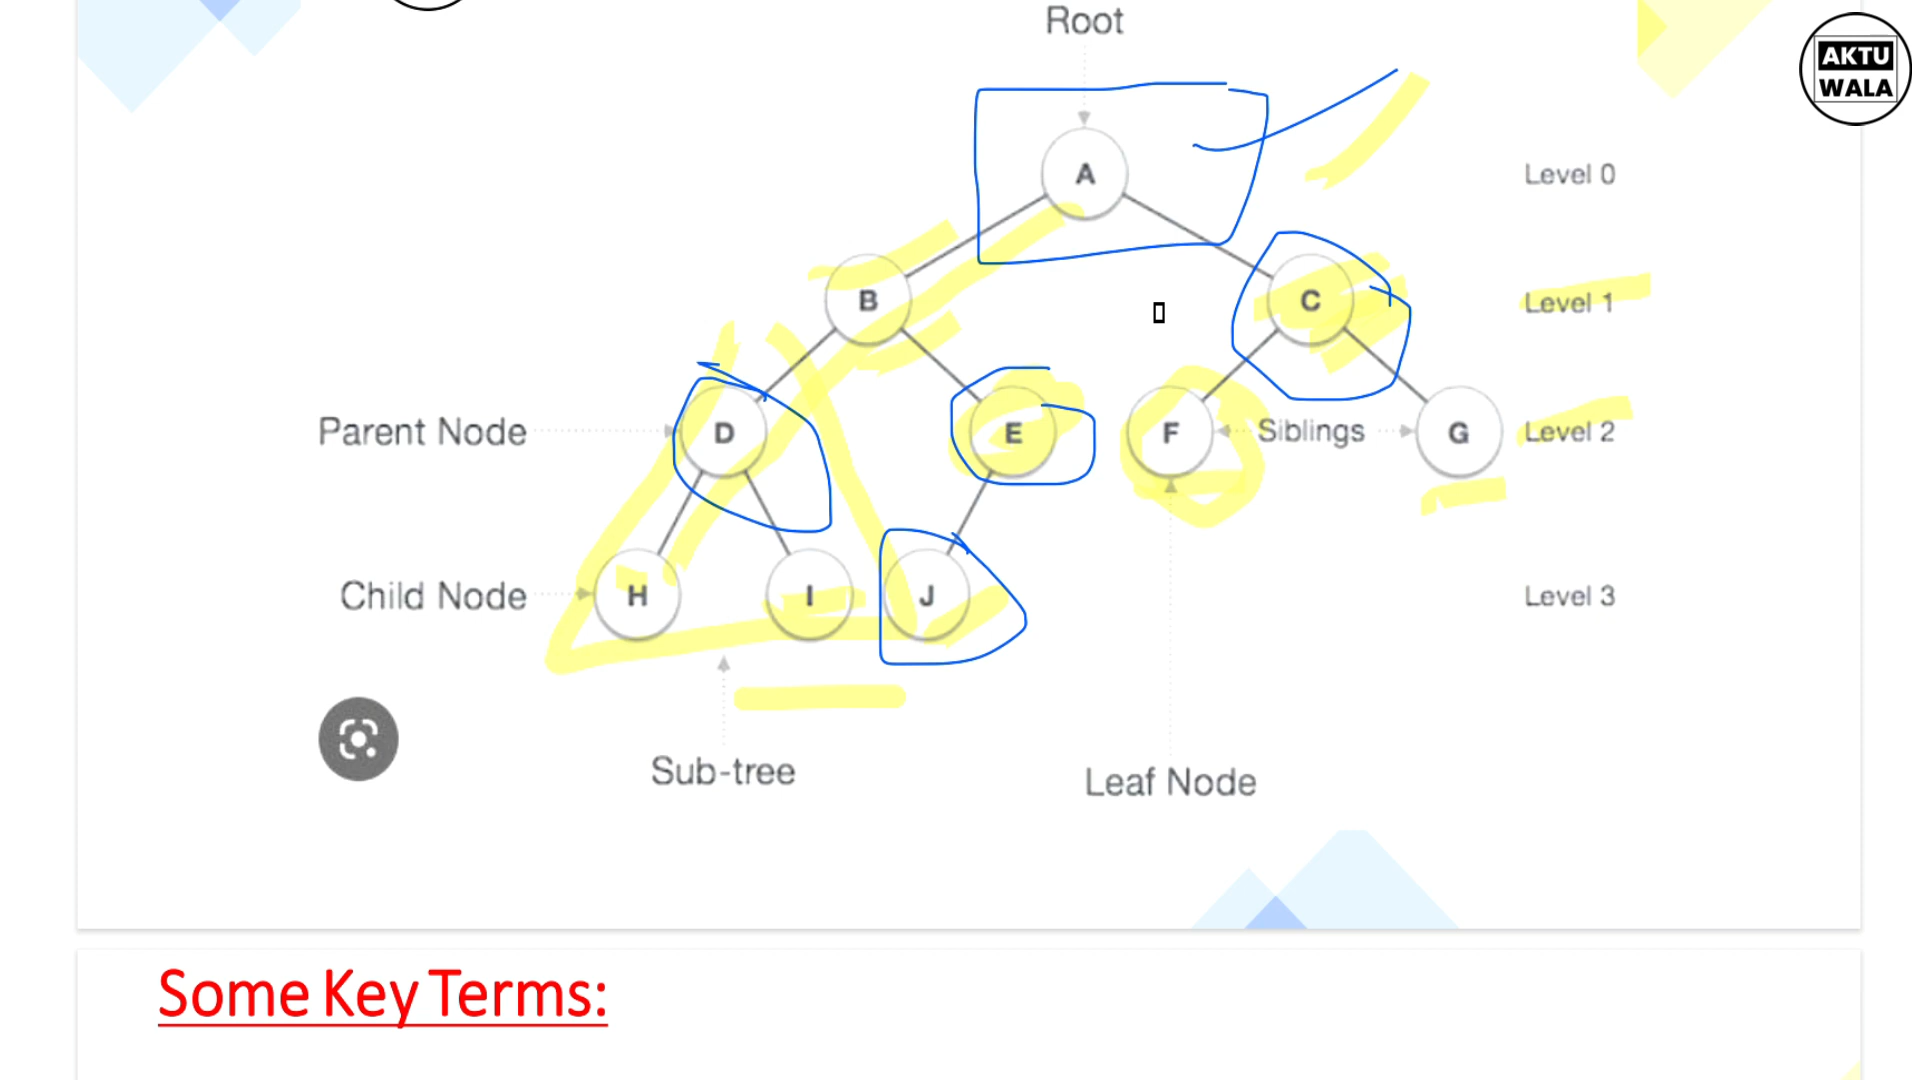 Root
AKTU
WALA
A
Level 0
B
C
Level 1
Parent Node
D
E
F
Siblings
G
Level 2
Child Node
H
I
J
Level 3
Sub-tree
Leaf Node
Some Key Terms: